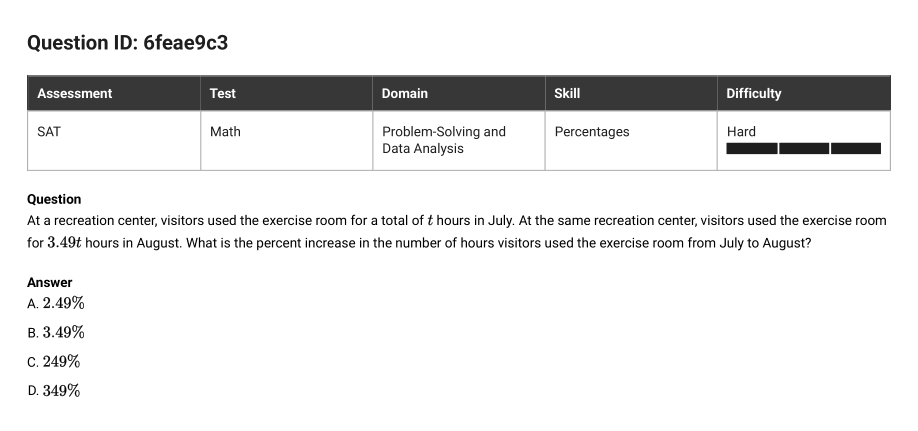 Question ID: 6feae9c3
Assessment Test Domain Skill Difficulty
SAT Math Problem-Solving and Data Analysis Percentages Hard
Question
At a recreation center, visitors used the exercise room for a total of t hours in July. At the same recreation center, visitors used the exercise room
for 3.49t hours in August. What is the percent increase in the number of hours visitors used the exercise room from July to August?
Answer
A. 2.49%
B. 3.49%
C. 249%
D. 349%